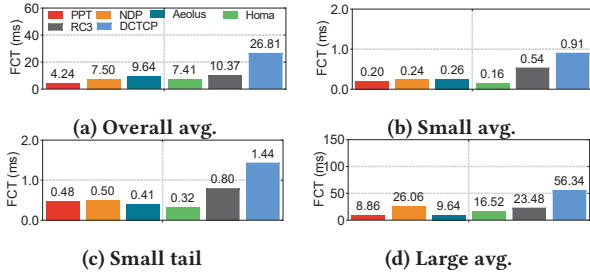 FCT (ms)
60
40
20
0
PPT
NDP
Aeolus
Homa
RC3
DCTCP
4.24
7.50
9.64
7.41
10.37
26.81
(a) Overall avg.
FCT (ms)
2.0
1.0
0.0
0.20
0.24
0.26
0.16
0.54
0.91
(b) Small avg.
FCT (ms)
2.0
1.0
0.0
0.48
0.50
0.41
0.32
0.80
1.44
(c) Small tail
FCT (ms)
150
100
50
0
8.86
26.06
9.64
16.52
23.48
56.34
(d) Large avg.